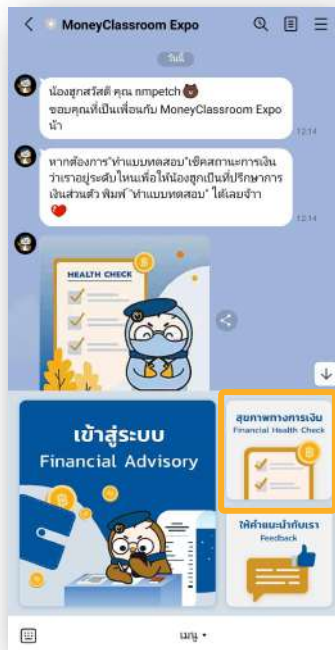 MoneyClassroom Expo
วันนี้
น้องฮูกสวัสดี คุณ nmpetch
ขอบคุณที่เป็นเพื่อนกับ MoneyClassroom Expo
น้า
12:14
หากต้องการ"ทำแบบทดสอบ"เช็คสถานะการเงิน
ว่าเราอยู่ระดับไหนเพื่อให้น้องฮูกเป็นที่ปรึกษาการ
เงินส่วนตัว พิมพ์ "ทำแบบทดสอบ" ได้เลยจ้าา
12:14
HEALTH CHECK
เข้าสู่ระบบ
Financial Advisory
สุขภาพทางการเงิน
Financial Health Check
ให้คำแนะนำกับเรา
Feedback
เมนู